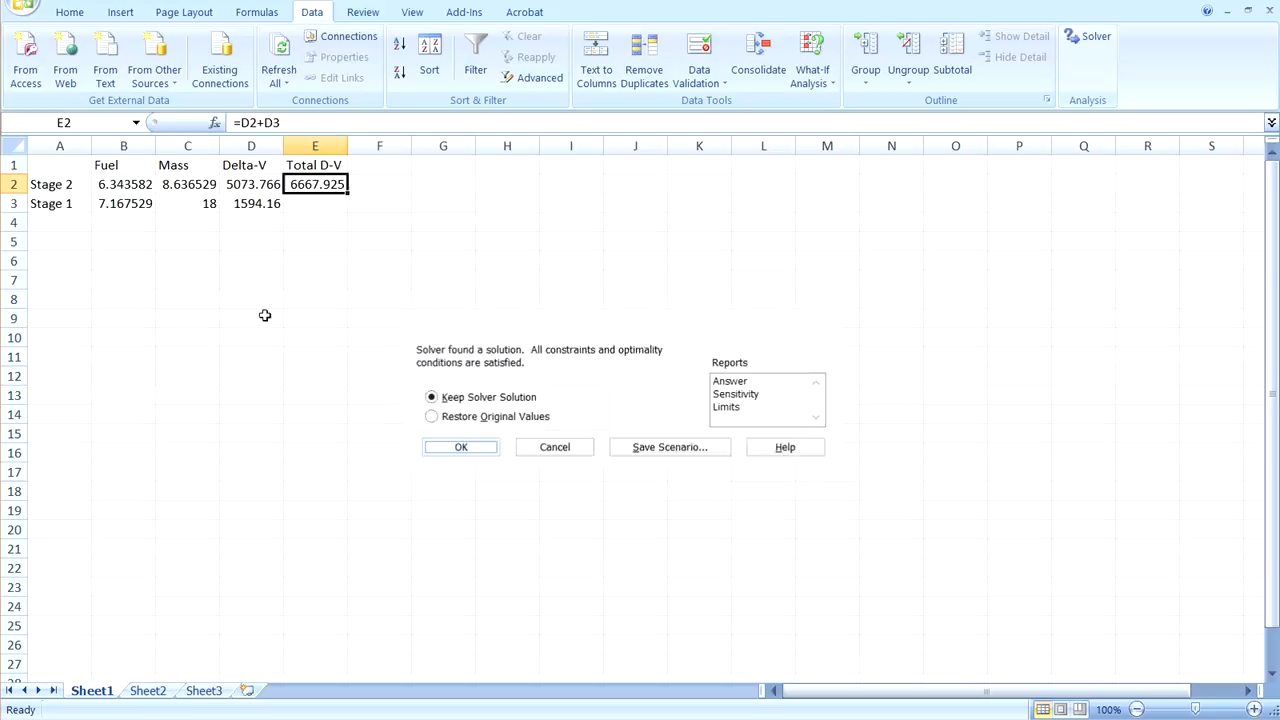 Home Insert Page Layout Formulas Data Review View Add-Ins Acrobat
From Access
From Web
From Text
From Other Sources
Existing Connections
Get External Data
Refresh All
Connections
Properties
Edit Links
Connections
Sort
Filter
Clear
Reapply
Advanced
Sort & Filter
Text to Columns
Remove Duplicates
Data Validation
Consolidate
What-If Analysis
Data Tools
Group
Ungroup
Subtotal
Show Detail
Hide Detail
Outline
Solver
Analysis
E2 fx =D2+D3
A B C D E F G H I J K L M N O P Q R S
1 Fuel Mass Delta-V Total D-V
2 Stage 2 6.343582 8.636529 5073.766 6667.925
3 Stage 1 7.167529 18 1594.16
4
5
6
7
8
9
10
11
12
13
14
15
16
17
18
19
20
21
22
23
24
25
26
27
Solver found a solution. All constraints and optimality
conditions are satisfied.
Keep Solver Solution
Restore Original Values
Reports
Answer
Sensitivity
Limits
OK Cancel Save Scenario... Help
Sheet1 Sheet2 Sheet3
Ready 100%